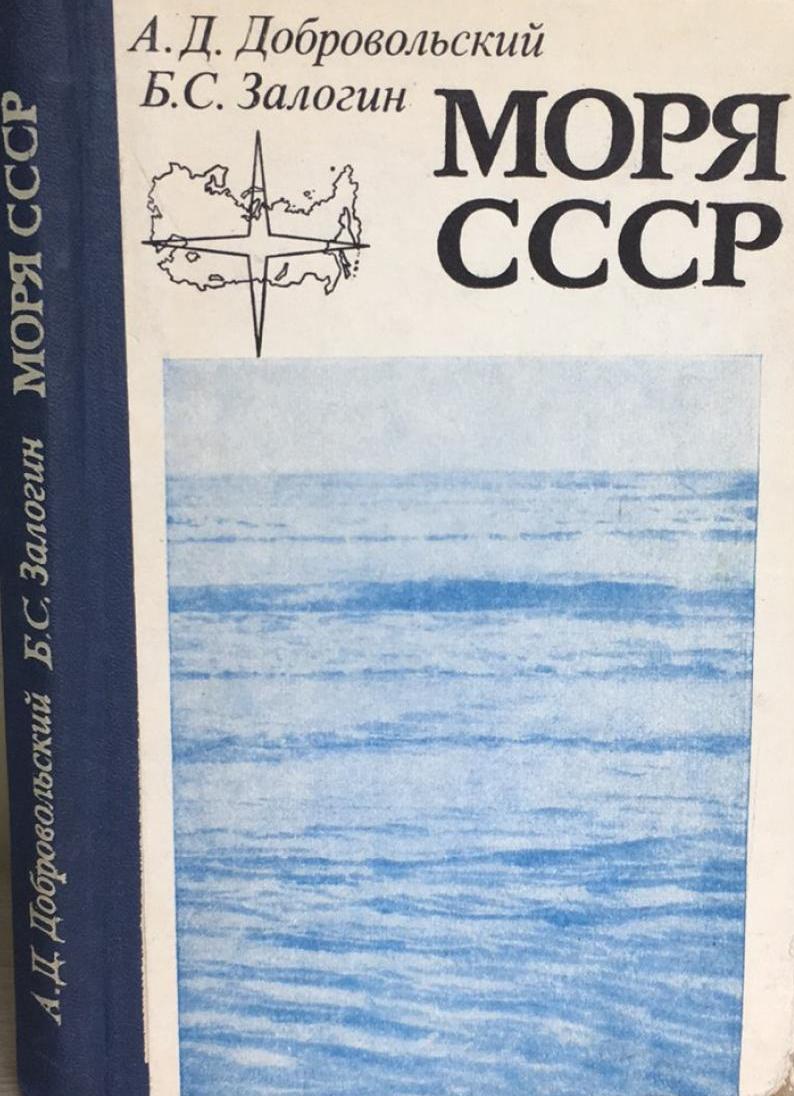 А. Д. Добровольский
Б.С. Залогин
МОРЯ
СССР
А.Д. Добровольский Б.С. Залогин МОРЯ СССР